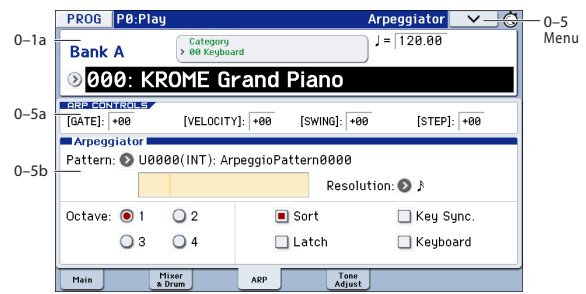 PROG P0:Play Arpeggiator
0–5
Menu
0–1a
Bank A
Category
00 Keyboard
♩= 120.00
000: KROME Grand Piano
ARP CONTROLS
0–5a
[GATE]: +00 [VELOCITY]: +00 [SWING]: +00 [STEP]: +00
Arpeggiator
Pattern: U0000(INT): ArpeggioPattern0000
0–5b
Resolution: ♪
Octave: 1 2 Sort Key Sync.
3 4 Latch Keyboard
Main Mixer & Drum ARP Tone Adjust